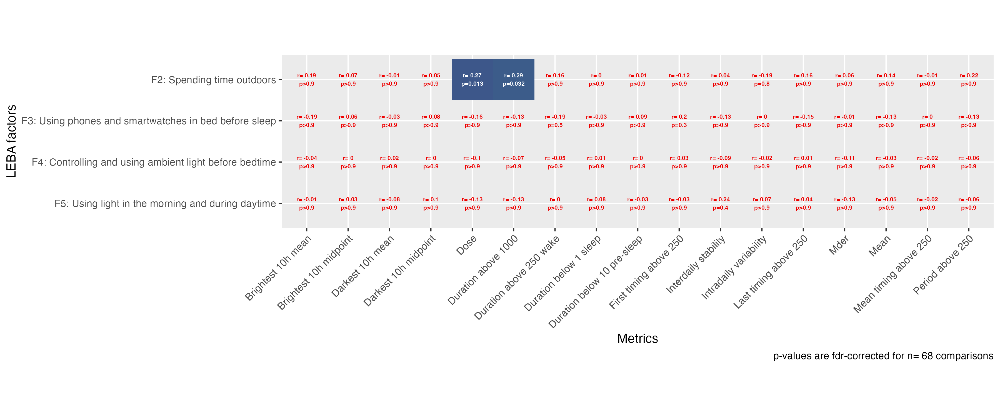 LEBA factors
F2: Spending time outdoors
r= 0.19 r= 0.07 r= -0.01 r= 0.05 r= 0.27 r= 0.29 r= 0.16 r= 0 r= 0.01 r= -0.12 r= 0.04 r= -0.19 r= 0.16 r= 0.06 r= 0.14 r= -0.01 r= 0.22
p>0.9 p>0.9 p>0.9 p>0.9 p=0.013 p=0.032 p>0.9 p>0.9 p>0.9 p>0.9 p>0.9 p=0.8 p>0.9 p>0.9 p>0.9 p>0.9 p>0.9
F3: Using phones and smartwatches in bed before sleep
r= -0.19 r= 0.06 r= -0.03 r= 0.08 r= -0.16 r= -0.13 r= -0.19 r= -0.03 r= 0.09 r= 0.2 r= -0.13 r= 0 r= -0.15 r= -0.01 r= -0.13 r= 0 r= -0.13
p>0.9 p>0.9 p>0.9 p>0.9 p>0.9 p>0.9 p=0.5 p>0.9 p>0.9 p=0.3 p>0.9 p>0.9 p>0.9 p>0.9 p>0.9 p>0.9 p>0.9
F4: Controlling and using ambient light before bedtime
r= -0.04 r= 0 r= 0.02 r= 0 r= -0.1 r= -0.07 r= -0.05 r= 0.01 r= 0 r= 0.03 r= -0.09 r= -0.02 r= 0.01 r= -0.11 r= -0.03 r= -0.02 r= -0.06
p>0.9 p>0.9 p>0.9 p>0.9 p>0.9 p>0.9 p>0.9 p>0.9 p>0.9 p>0.9 p>0.9 p>0.9 p>0.9 p>0.9 p>0.9 p>0.9 p>0.9
F5: Using light in the morning and during daytime
r= -0.01 r= 0.03 r= -0.08 r= 0.1 r= -0.13 r= -0.13 r= 0 r= 0.08 r= -0.03 r= -0.03 r= 0.24 r= 0.07 r= 0.04 r= -0.13 r= -0.05 r= -0.02 r= -0.06
p>0.9 p>0.9 p>0.9 p>0.9 p>0.9 p>0.9 p>0.9 p>0.9 p>0.9 p>0.9 p=0.4 p>0.9 p>0.9 p>0.9 p>0.9 p>0.9 p>0.9
Brightest 10h mean
Brightest 10h midpoint
Darkest 10h mean
Darkest 10h midpoint
Dose
Duration above 1000
Duration above 250 wake
Duration below 1 sleep
Duration below 10 pre-sleep
First timing above 250
Interdaily stability
Intradaily variability
Last timing above 250
Mder
Mean
Mean timing above 250
Period above 250
Metrics
p-values are fdr-corrected for n= 68 comparisons